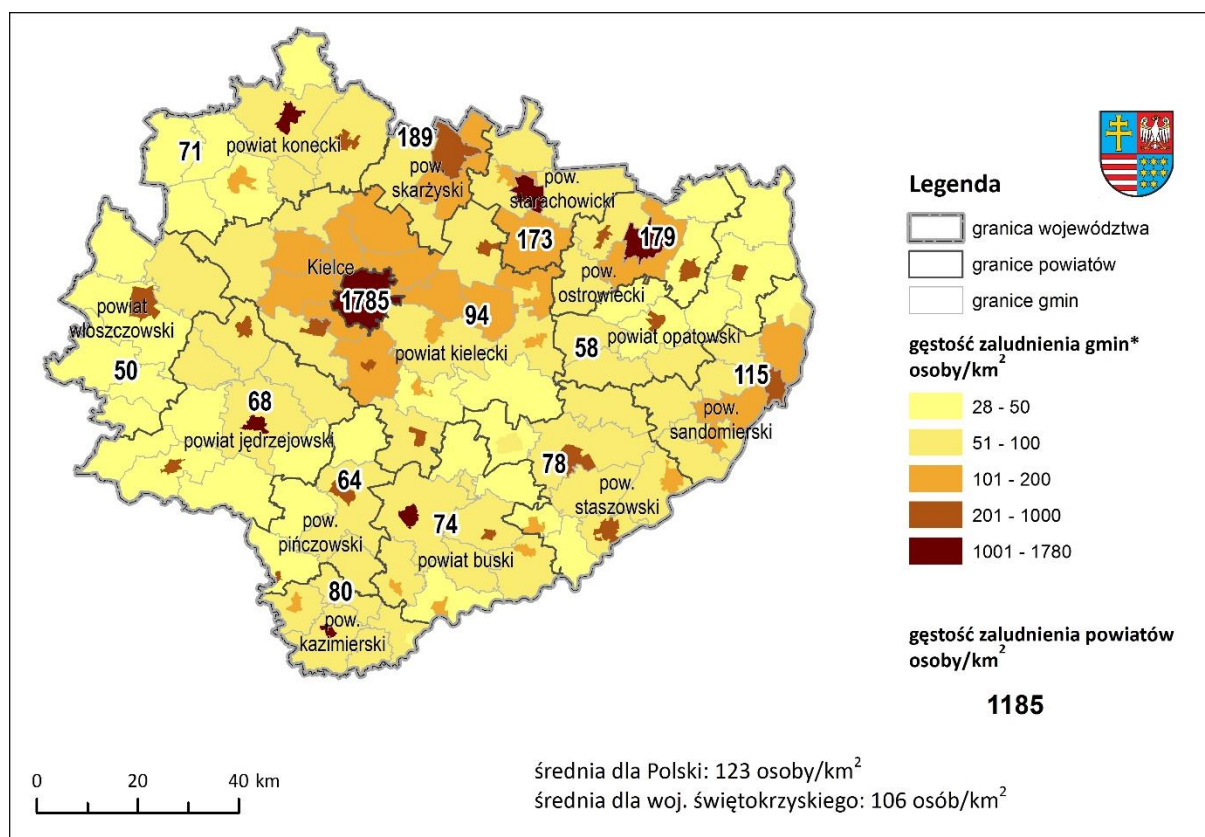 189
71
powiat konecki
pow.
skarżyski
pow.
starachowicki
173
179
Kielce
1785
pow.
ostrowiecki
powiat
włoszczowski
94
powiat kielecki
58
powiat opatowski
50
115
68
powiat jędrzejowski
pow.
sandomierski
64
78
pow.
staszowski
pow.
pińczowski
74
powiat buski
80
pow.
kazimierski
Legenda
granica województwa
granice powiatów
granice gmin
gęstość zaludnienia gmin*
osoby/km²
28 - 50
51 - 100
101 - 200
201 - 1000
1001 - 1780
gęstość zaludnienia powiatów
osoby/km²
1185
0 20 40 km
średnia dla Polski: 123 osoby/km²
średnia dla woj. świętokrzyskiego: 106 osób/km²